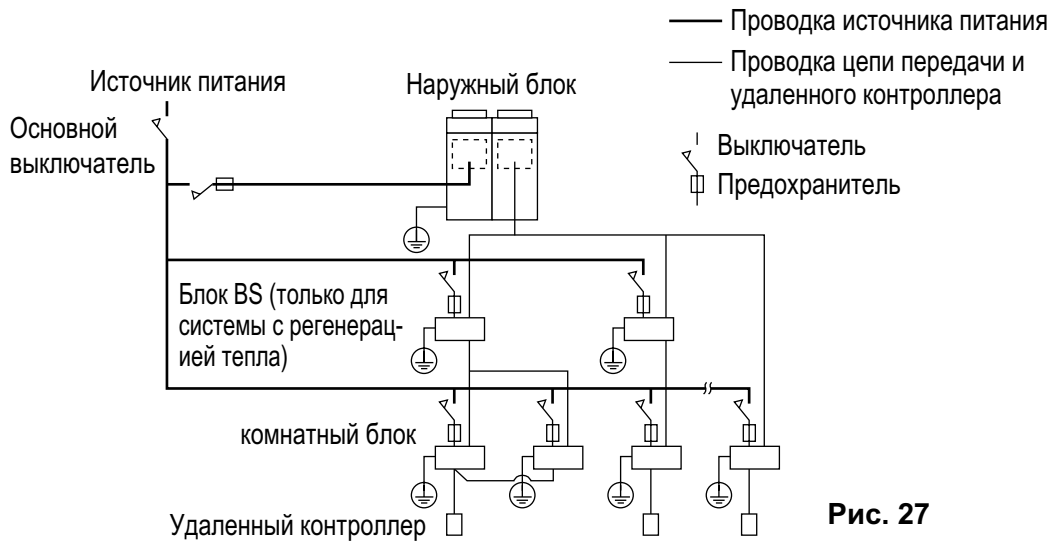 Проводка источника питания
Проводка цепи передачи и
удаленного контроллера
Выключатель
Предохранитель
Источник питания
Наружный блок
Основной
выключатель
Блок BS (только для
системы с регенерац-
ией тепла)
комнатный блок
Удаленный контроллер
Рис. 27